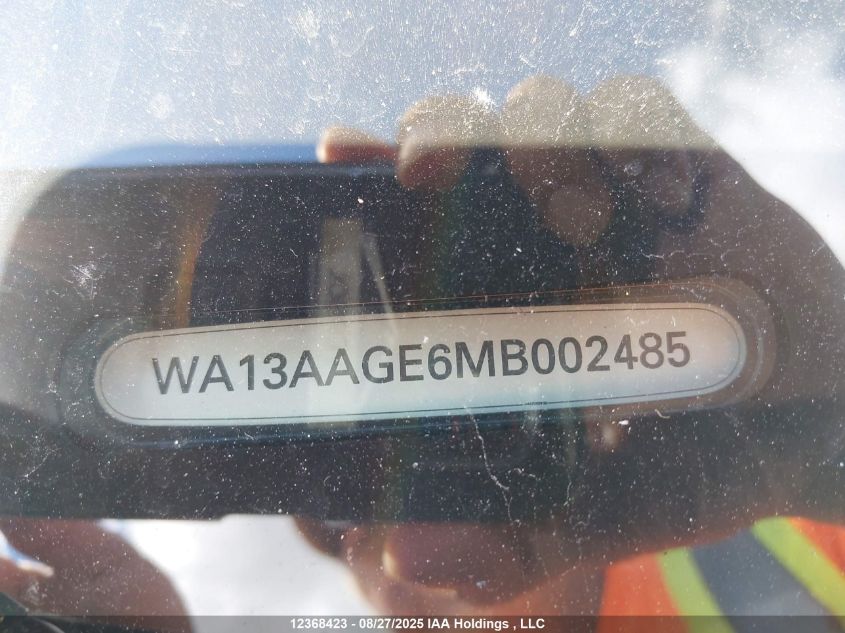 WA13AAGE6MB002485
12368423 - 08/27/2025 IAA Holdings , LLC